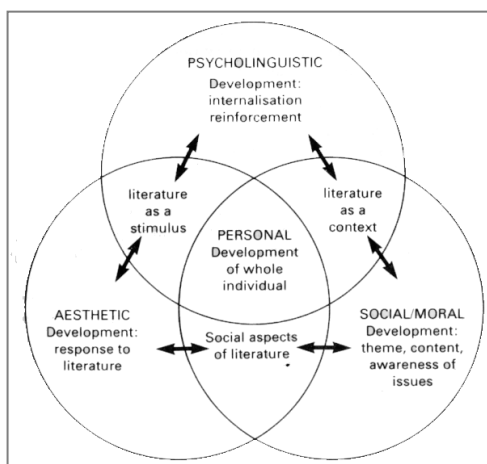 PSYCHOLINGUISTIC
Development:
internalisation
reinforcement
literature
as a
stimulus
literature
as a
context
PERSONAL
Development
of whole
individual
AESTHETIC
Development:
response to
literature
Social aspects
of literature
SOCIAL/MORAL
Development:
theme, content,
awareness of
issues